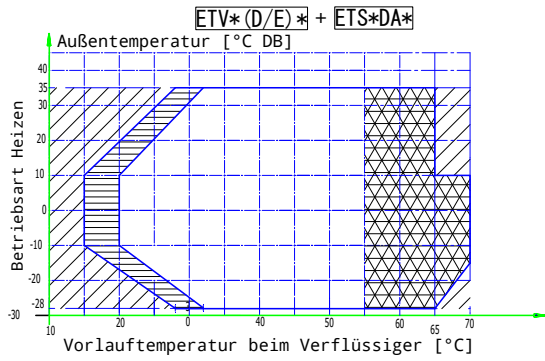 ETV*(D/E)* + ETS*DA*
Außentemperatur [°C DB]
Betriebsart Heizen
40
35
30
20
10
0
-10
-20
-28
-30
10 20 0 40 50 60 65 70
Vorlauftemperatur beim Verflüssiger [°C]